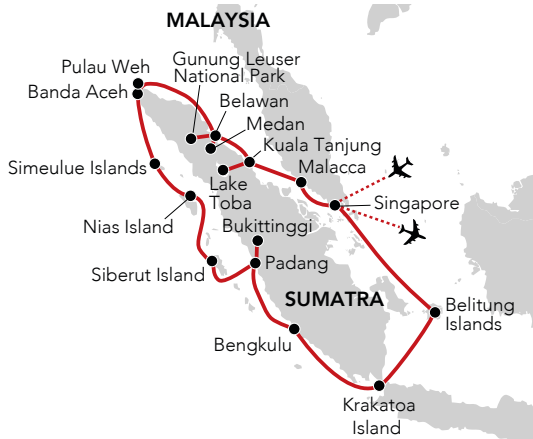 MALAYSIA
Gunung Leuser
National Park
Pulau Weh
Banda Aceh
Belawan
Medan
Kuala Tanjung
Malacca
Simeulue Islands
Lake
Toba
Singapore
Nias Island
Bukittinggi
Siberut Island
Padang
SUMATRA
Belitung
Islands
Bengkulu
Krakatoa
Island